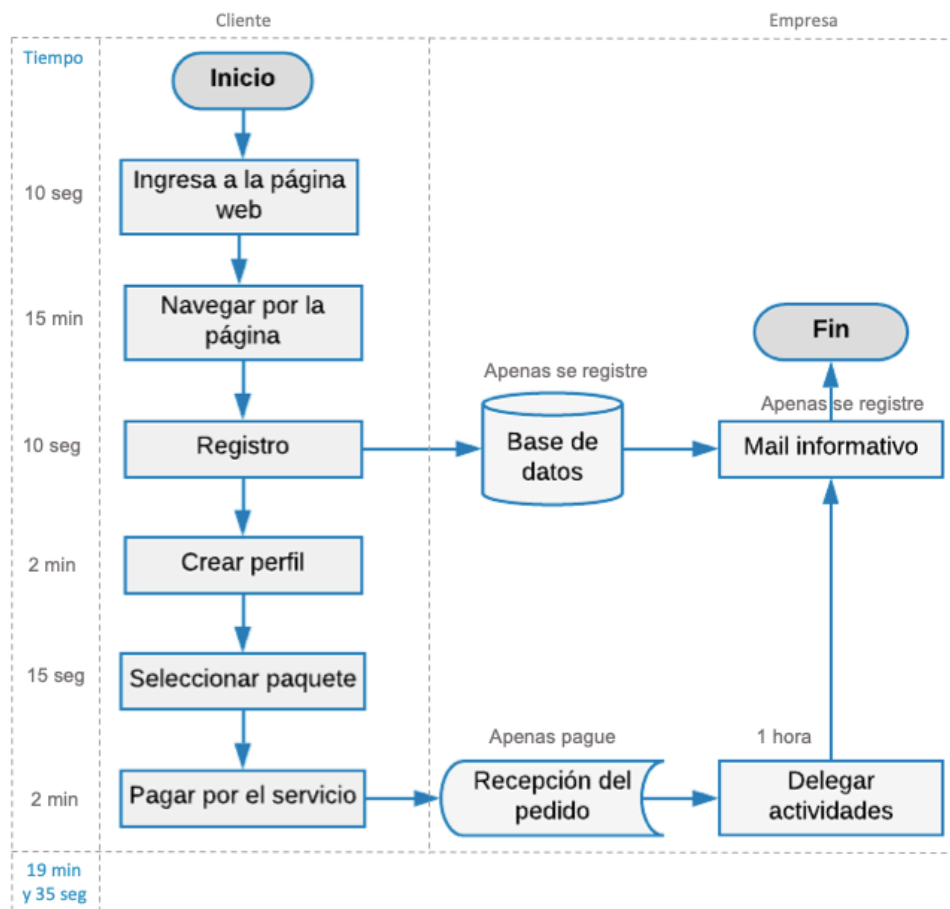 Cliente
Empresa
Tiempo
Inicio
10 seg
Ingresa a la página
web
15 min
Navegar por la
página
Fin
Apenas se registre
Apenas se registre
10 seg
Registro
Base de
datos
Mail informativo
2 min
Crear perfil
15 seg
Seleccionar paquete
Apenas pague
1 hora
2 min
Pagar por el servicio
Recepción del
pedido
Delegar
actividades
19 min
y 35 seg